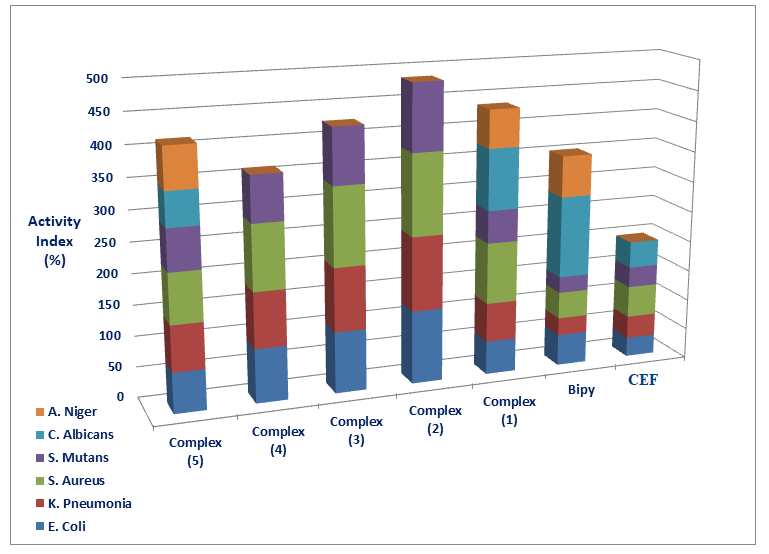 500
450
400
350
300
250
200
150
100
50
0
Activity
Index
(%)
A. Niger
C. Albicans
S. Mutans
S. Aureus
K. Pneumonia
E. Coli
Complex
(5)
Complex
(4)
Complex
(3)
Complex
(2)
Complex
(1)
Bipy
CEF